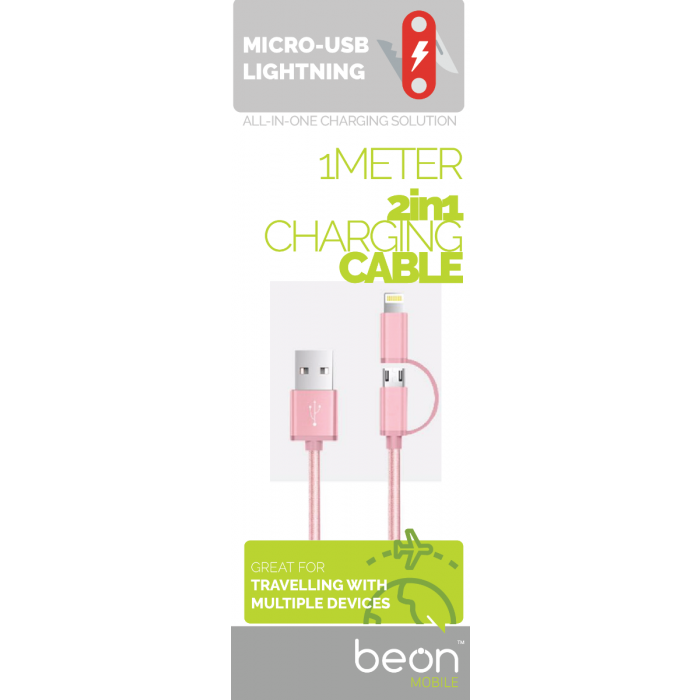 MICRO-USB
LIGHTNING
ALL-IN-ONE CHARGING SOLUTION
1METER
2in1
CHARGING
CABLE
GREAT FOR
TRAVELLING WITH
MULTIPLE DEVICES
beon™
MOBILE